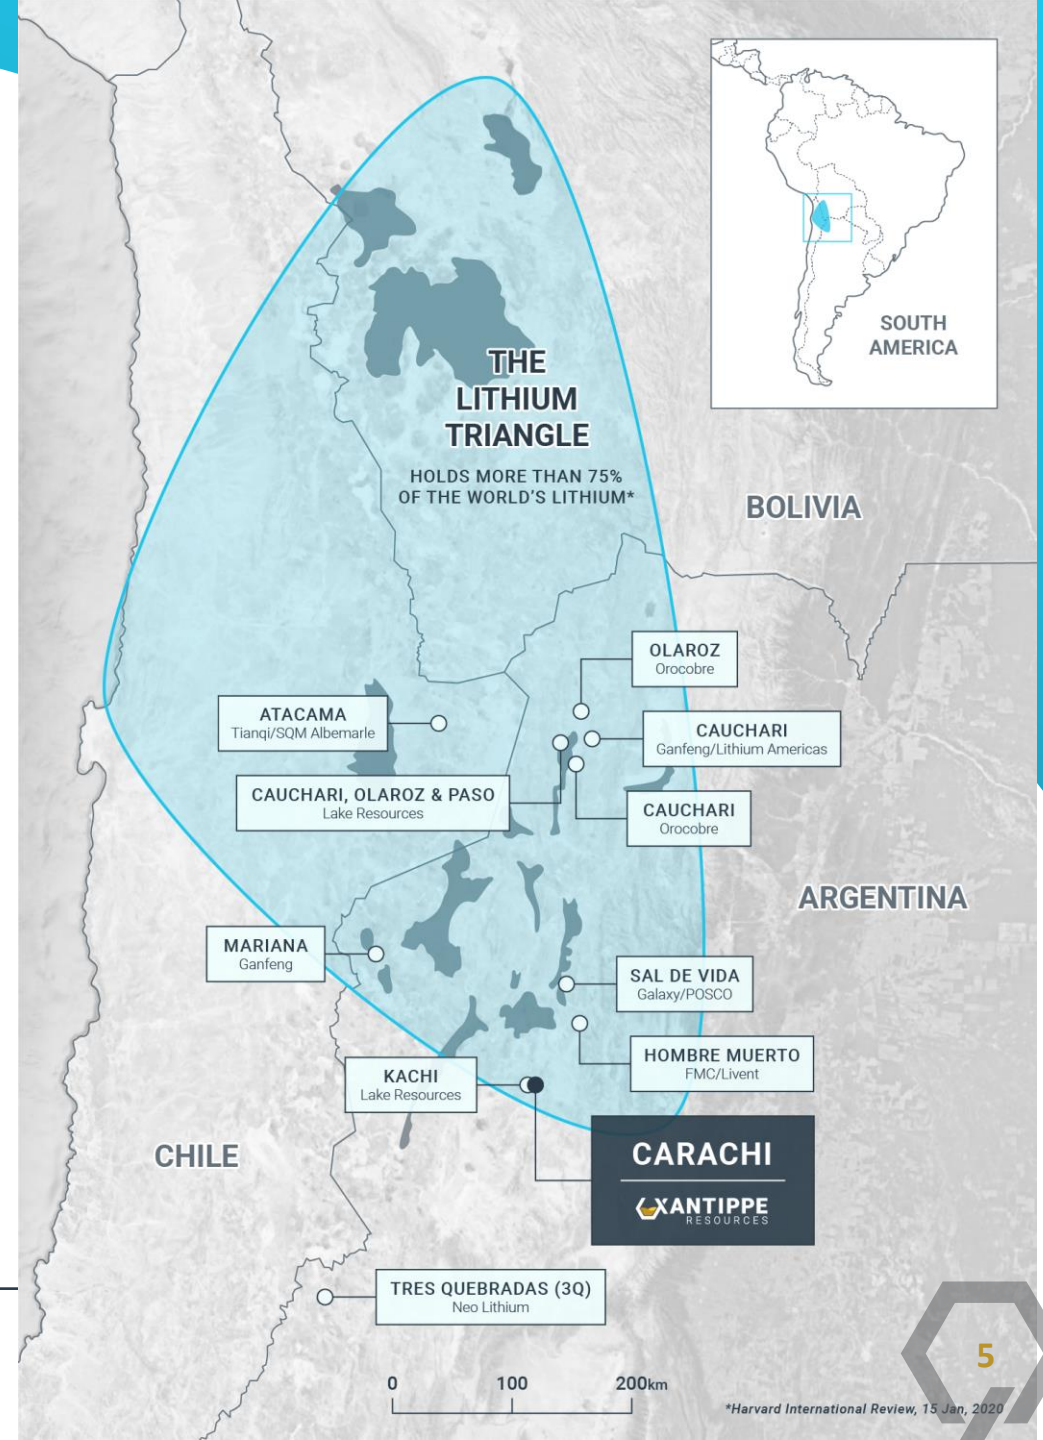 SOUTH
AMERICA
THE
LITHIUM
TRIANGLE
HOLDS MORE THAN 75%
OF THE WORLD'S LITHIUM*
BOLIVIA
OLAROZ
Orocobre
ATACAMA
Tianqi/SQM Albemarle
CAUCHARI
Ganfeng/Lithium Americas
CAUCHARI, OLAROZ & PASO
Lake Resources
CAUCHARI
Orocobre
ARGENTINA
MARIANA
Ganfeng
SAL DE VIDA
Galaxy/POSCO
HOMBRE MUERTO
FMC/Livent
KACHI
Lake Resources
CHILE
CARACHI
XANTIPPE
RESOURCES
TRES QUEBRADAS (3Q)
Neo Lithium
5
0 100 200km
*Harvard International Review, 15 Jan, 2020